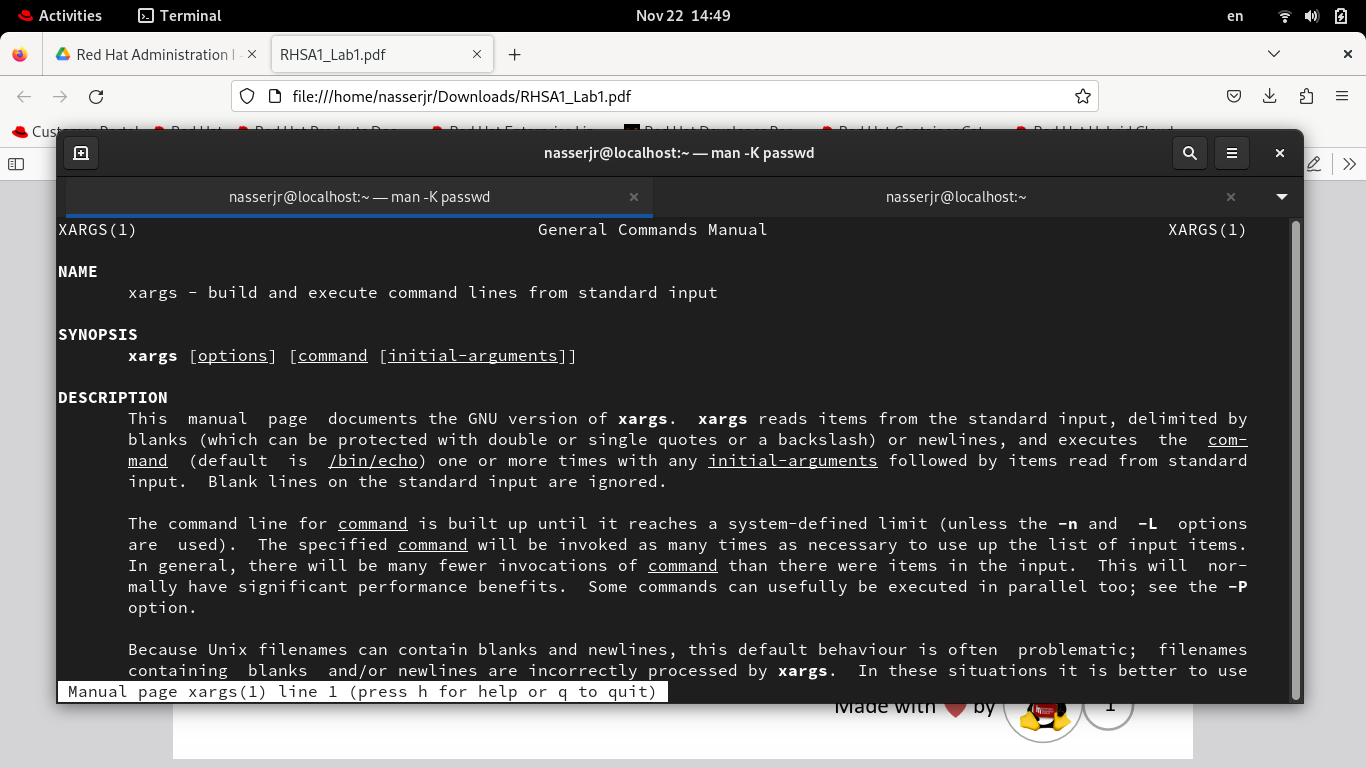 Activities Terminal Nov 22 14:49 en
Red Hat Administration I - RHSA1_Lab1.pdf
file:///home/nasserjr/Downloads/RHSA1_Lab1.pdf
nasserjr@localhost:~ — man -K passwd
nasserjr@localhost:~ — man -K passwd nasserjr@localhost:~
XARGS(1) General Commands Manual XARGS(1)
NAME
xargs - build and execute command lines from standard input
SYNOPSIS
xargs [options] [command [initial-arguments]]
DESCRIPTION
This manual page documents the GNU version of xargs. xargs reads items from the standard input, delimited by
blanks (which can be protected with double or single quotes or a backslash) or newlines, and executes the com-
mand (default is /bin/echo) one or more times with any initial-arguments followed by items read from standard
input. Blank lines on the standard input are ignored.
The command line for command is built up until it reaches a system-defined limit (unless the -n and -L options
are used). The specified command will be invoked as many times as necessary to use up the list of input items.
In general, there will be many fewer invocations of command than there were items in the input. This will nor-
mally have significant performance benefits. Some commands can usefully be executed in parallel too; see the -P
option.
Because Unix filenames can contain blanks and newlines, this default behaviour is often problematic; filenames
containing blanks and/or newlines are incorrectly processed by xargs. In these situations it is better to use
Manual page xargs(1) line 1 (press h for help or q to quit)
Made with by 1